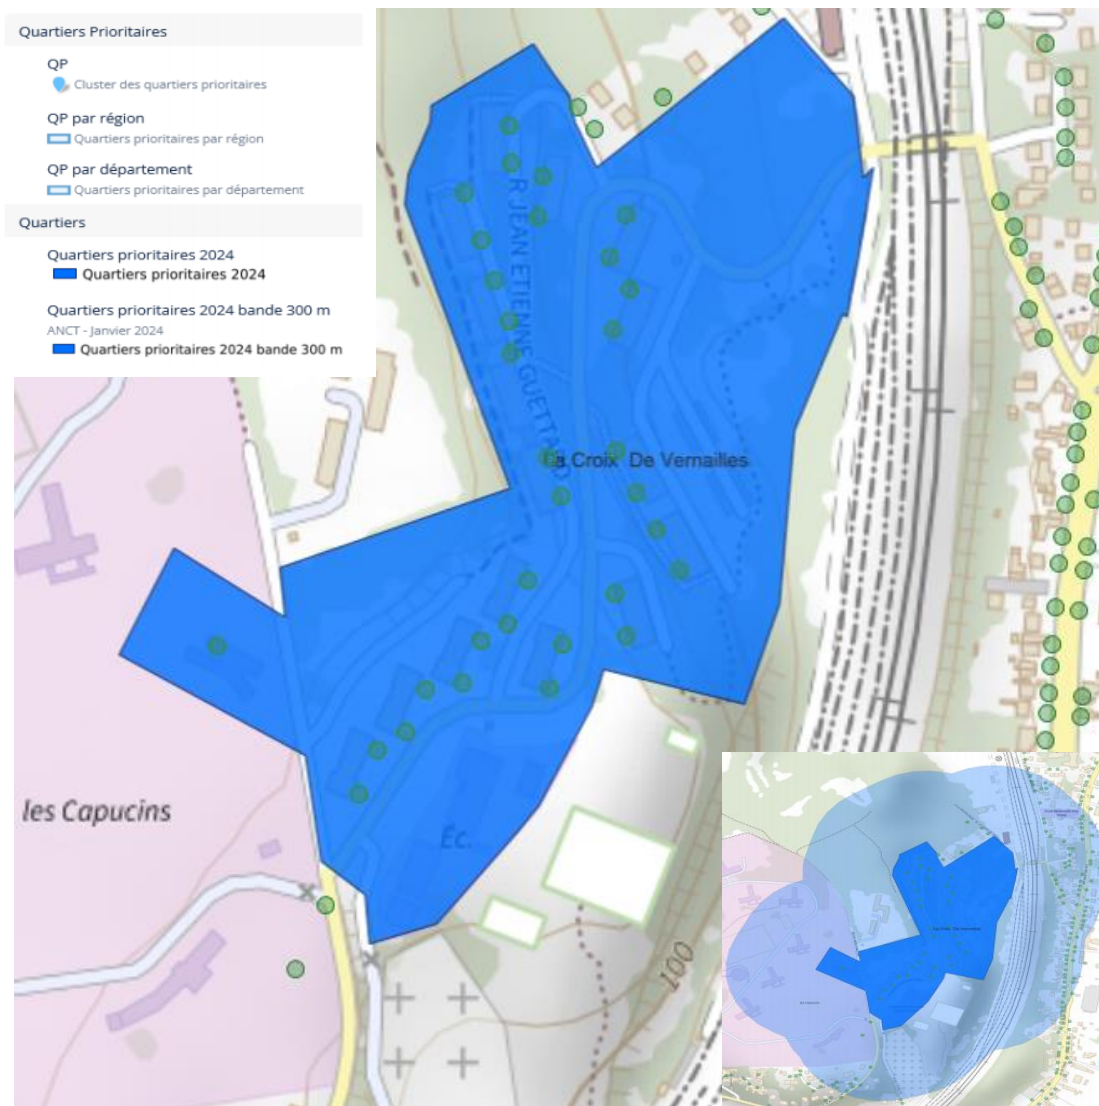 Quartiers Prioritaires
QP
Cluster des quartiers prioritaires
QP par région
Quartiers prioritaires par région
QP par département
Quartiers prioritaires par département
Quartiers
Quartiers prioritaires 2024
Quartiers prioritaires 2024
Quartiers prioritaires 2024 bande 300 m
ANCT - Janvier 2024
Quartiers prioritaires 2024 bande 300 m
R JEAN ETIENNE GUETTARD
La Croix De Vernailles
les Capucins
Éc.
100